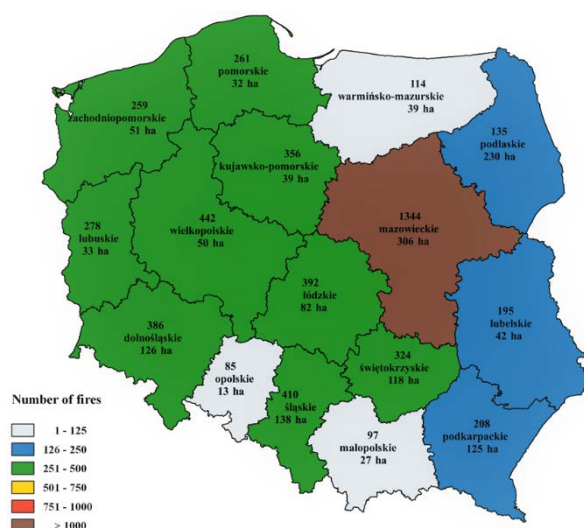 261
pomorskie
32 ha
114
warmińsko-mazurskie
39 ha
259
zachodniopomorskie
51 ha
135
podlaskie
230 ha
356
kujawsko-pomorskie
39 ha
1344
mazowieckie
306 ha
278
lubuskie
33 ha
442
wielkopolskie
50 ha
392
łódzkie
82 ha
195
lubelskie
42 ha
386
dolnośląskie
126 ha
324
świętokrzyskie
118 ha
85
opolskie
13 ha
410
śląskie
138 ha
97
małopolskie
27 ha
208
podkarpackie
125 ha
Number of fires
1 - 125
126 - 250
251 - 500
501 - 750
751 - 1000
> 1000